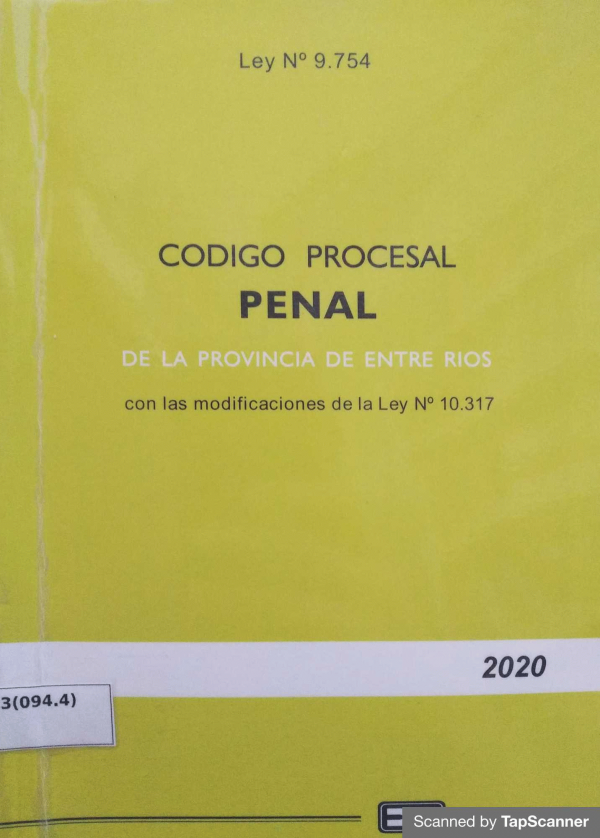 Ley Nº 9.754
CODIGO PROCESAL
PENAL
DE LA PROVINCIA DE ENTRE RIOS
con las modificaciones de la Ley Nº 10.317
2020
3(094.4)
Scanned by TapScanner